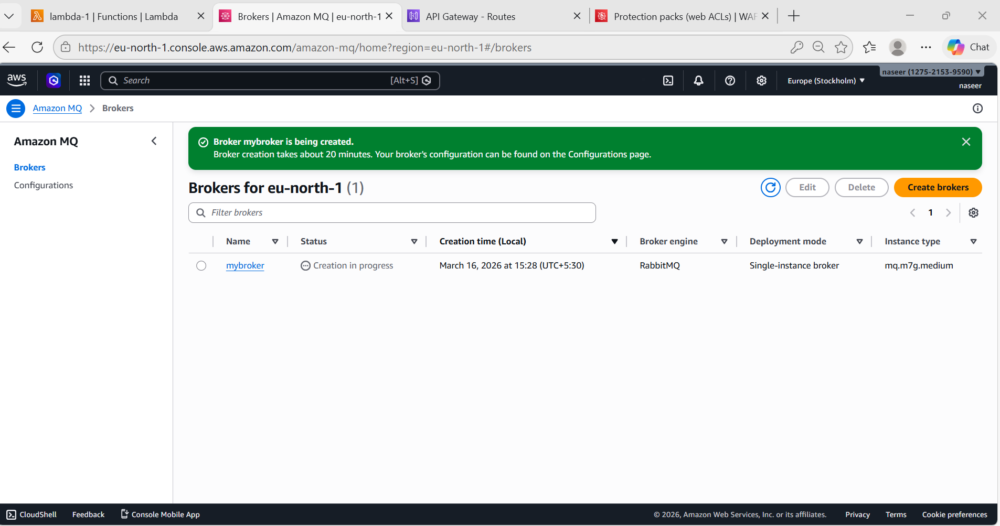 lambda-1 | Functions | Lambda
Brokers | Amazon MQ | eu-north-1
API Gateway - Routes
Protection packs (web ACLs) | WAF
https://eu-north-1.console.aws.amazon.com/amazon-mq/home?region=eu-north-1#/brokers
Chat
aws
Search
[Alt+S]
Europe (Stockholm)
naseer (1275-2153-9590)
naseer
Amazon MQ
Brokers
Amazon MQ
Brokers
Configurations
Broker mybroker is being created.
Broker creation takes about 20 minutes. Your broker's configuration can be found on the Configurations page.
Brokers for eu-north-1 (1)
Edit
Delete
Create brokers
Filter brokers
1
Name Status Creation time (Local) Broker engine Deployment mode Instance type
mybroker Creation in progress March 16, 2026 at 15:28 (UTC+5:30) RabbitMQ Single-instance broker mq.m7g.medium
CloudShell Feedback Console Mobile App © 2026, Amazon Web Services, Inc. or its affiliates. Privacy Terms Cookie preferences